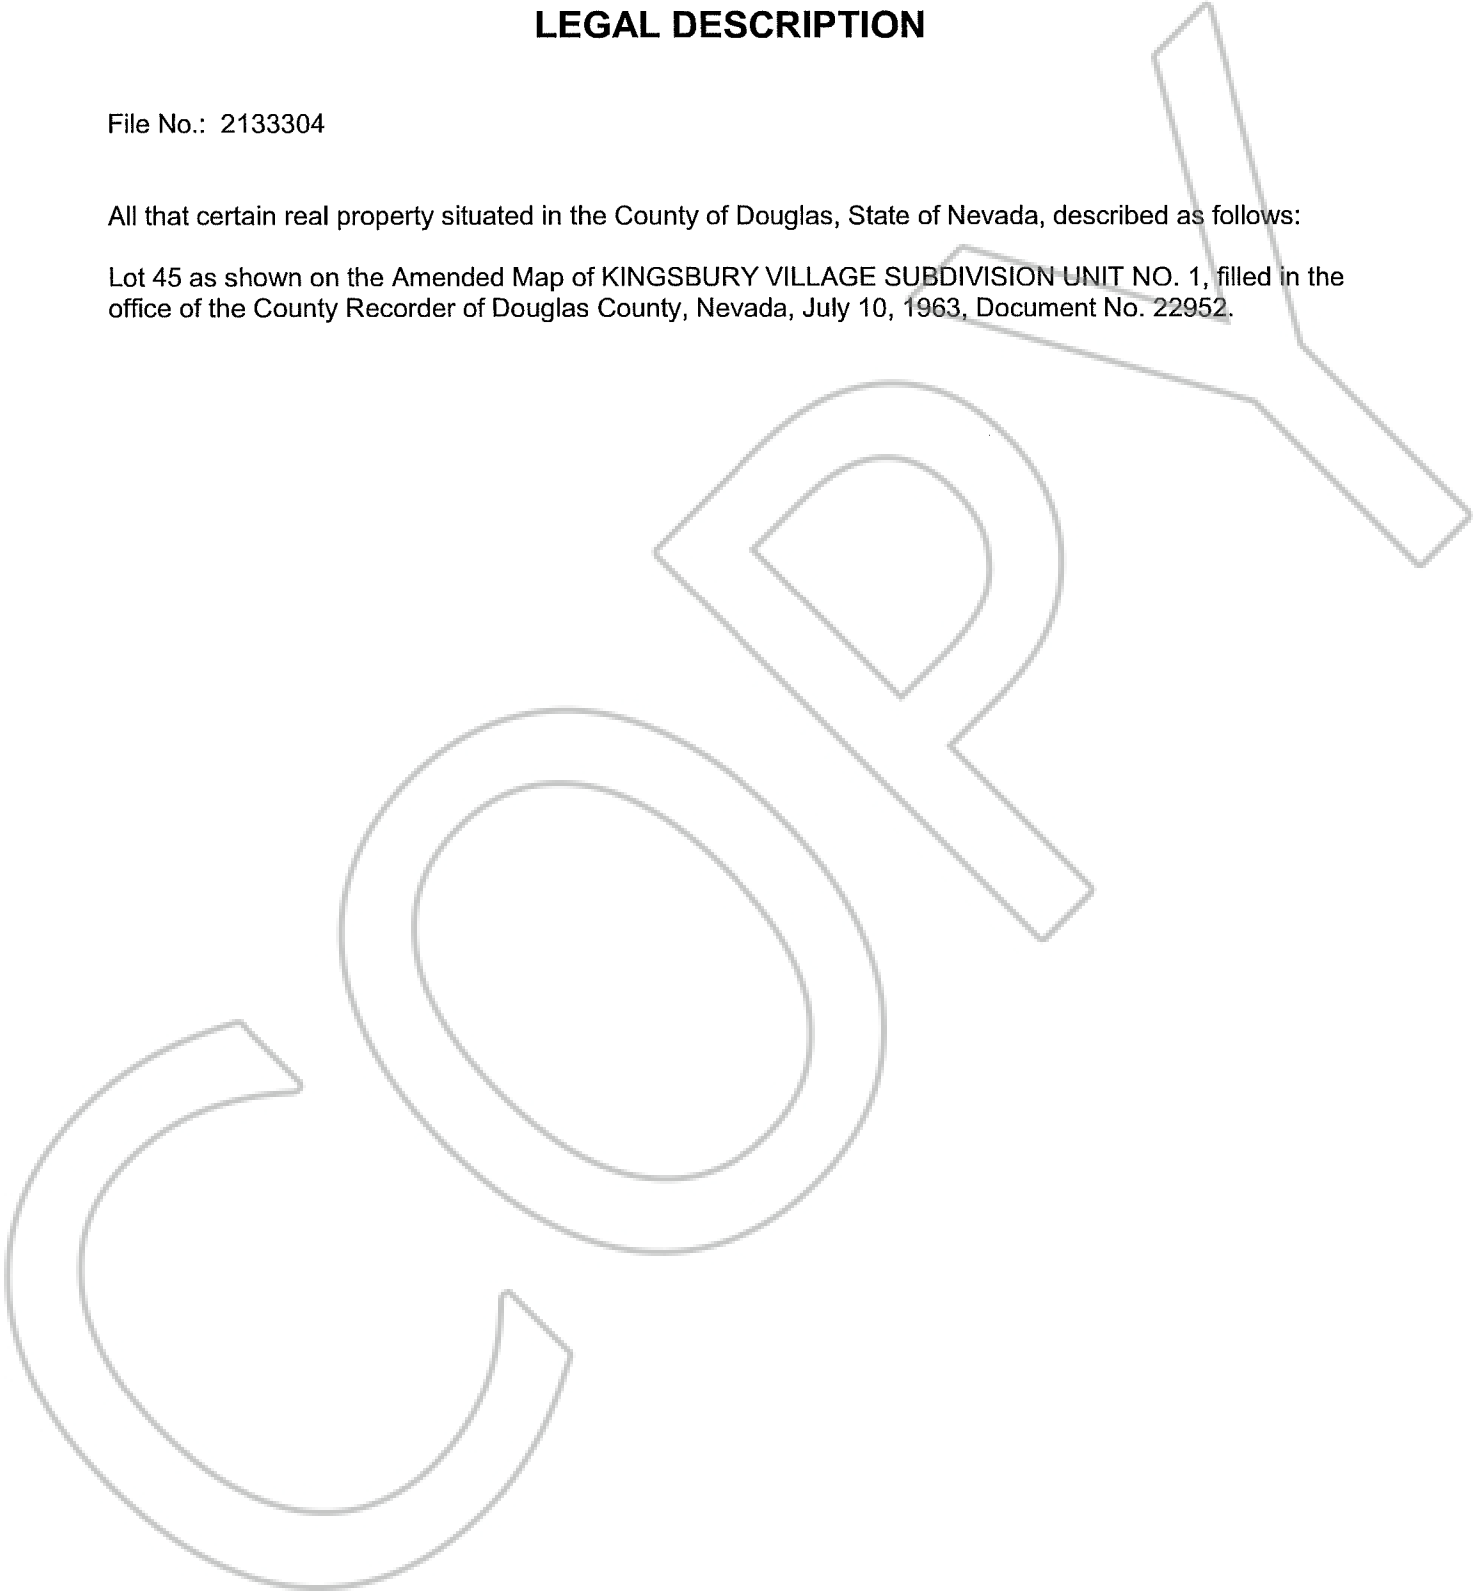 LEGAL DESCRIPTION
File No.: 2133304
All that certain real property situated in the County of Douglas, State of Nevada, described as follows:
Lot 45 as shown on the Amended Map of KINGSBURY VILLAGE SUBDIVISION UNIT NO. 1, filled in the
office of the County Recorder of Douglas County, Nevada, July 10, 1963, Document No. 22952.
COPY